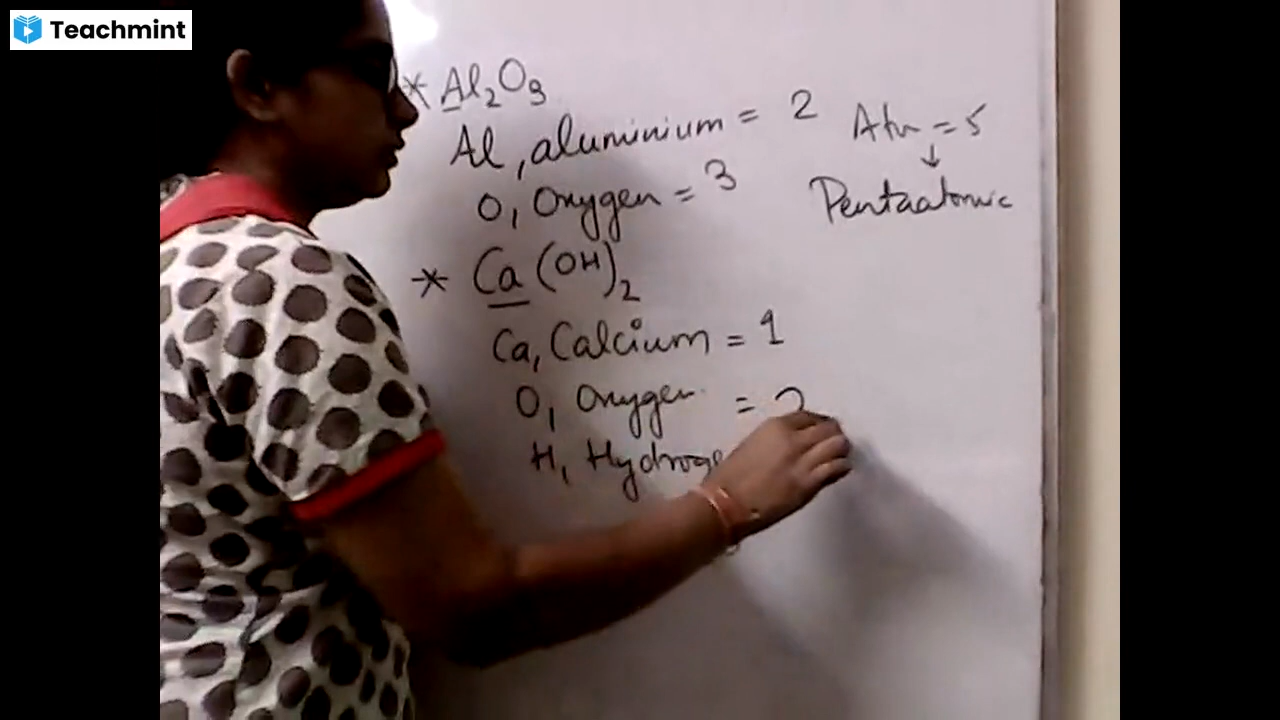 Teachmint
* Al₂O₃
Al, aluminium = 2
O, Oxygen = 3
Atm = 5
↓
Pentaatomic
* Ca(OH)₂
Ca, Calcium = 1
O, Oxygen = 2
H, Hydroge